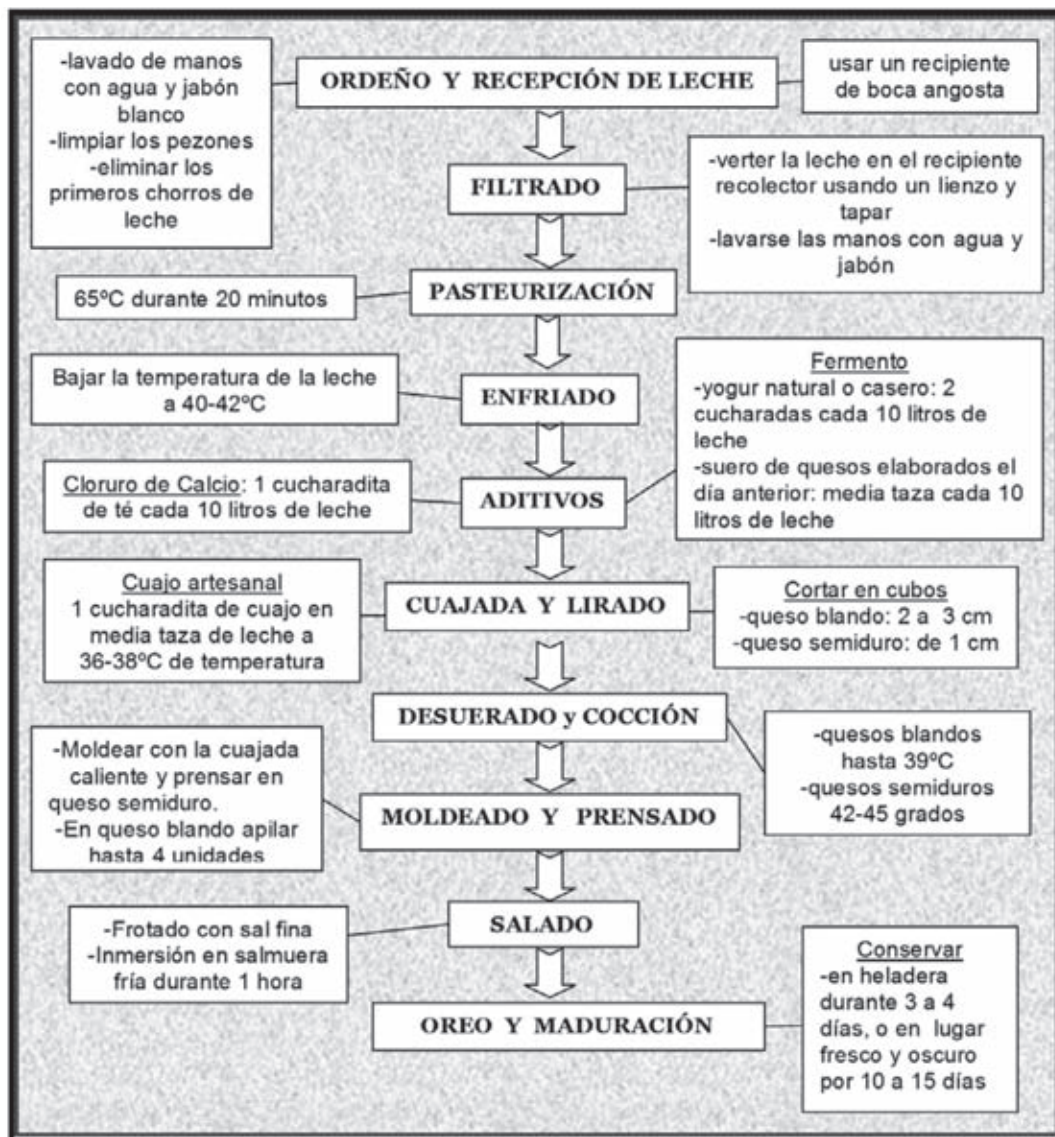 -lavado de manos
con agua y jabón
blanco
-limpiar los pezones
-eliminar los
primeros chorros de
leche
ORDEÑO Y RECEPCIÓN DE LECHE
usar un recipiente
de boca angosta
FILTRADO
-verter la leche en el recipiente
recolector usando un lienzo y
tapar
-lavarse las manos con agua y
jabón
65ºC durante 20 minutos
PASTEURIZACIÓN
Bajar la temperatura de la leche
a 40-42ºC
ENFRIADO
Fermento
-yogur natural o casero: 2
cucharadas cada 10 litros de
leche
-suero de quesos elaborados el
día anterior: media taza cada 10
litros de leche
Cloruro de Calcio: 1 cucharadita
de té cada 10 litros de leche
ADITIVOS
Cuajo artesanal
1 cucharadita de cuajo en
media taza de leche a
36-38ºC de temperatura
CUAJADA Y LIRADO
Cortar en cubos
-queso blando: 2 a 3 cm
-queso semiduro: de 1 cm
DESUERADO y COCCIÓN
-quesos blandos
hasta 39ºC
-quesos semiduros
42-45 grados
-Moldear con la cuajada
caliente y prensar en
queso semiduro.
-En queso blando apilar
hasta 4 unidades
MOLDEADO Y PRENSADO
-Frotado con sal fina
-Inmersión en salmuera
fría durante 1 hora
SALADO
OREO Y MADURACIÓN
Conservar
-en heladera
durante 3 a 4
días, o en lugar
fresco y oscuro
por 10 a 15 días